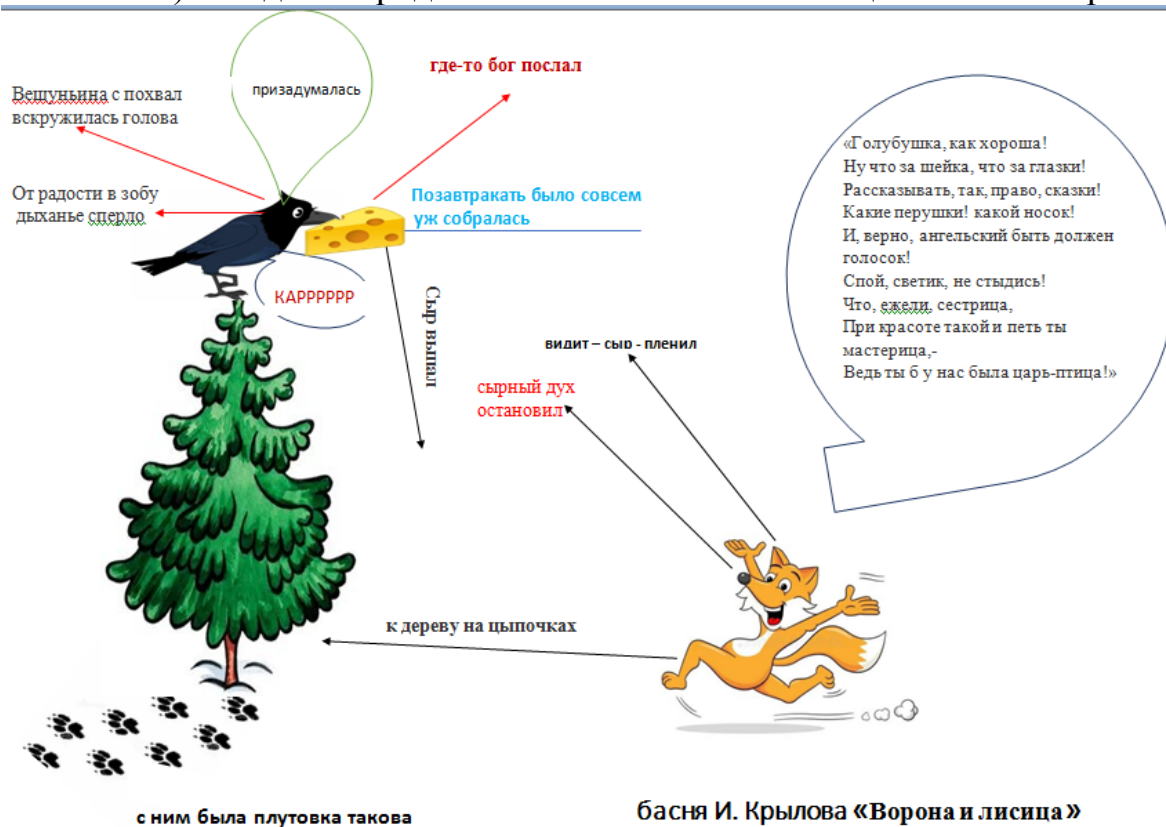 призадумалась
где-то бог послал
Вещуньина с похвал
вскружилась голова
От радости в зобу
дыханье сперло
Позавтракать было совсем
уж собралась
КАРРРРРР
Сыр выпал
«Голубушка, как хороша!
Ну что за шейка, что за глазки!
Рассказывать, так, право, сказки!
Какие перушки! какой носок!
И, верно, ангельский быть должен
голосок!
Спой, светик, не стыдись!
Что, ежели, сестрица,
При красоте такой и петь ты
мастерица,-
Ведь ты б у нас была царь-птица!»
видит – сыр - пленил
сырный дух
остановил
к дереву на цыпочках
с ним была плутовка такова
басня И. Крылова «Ворона и лисица»